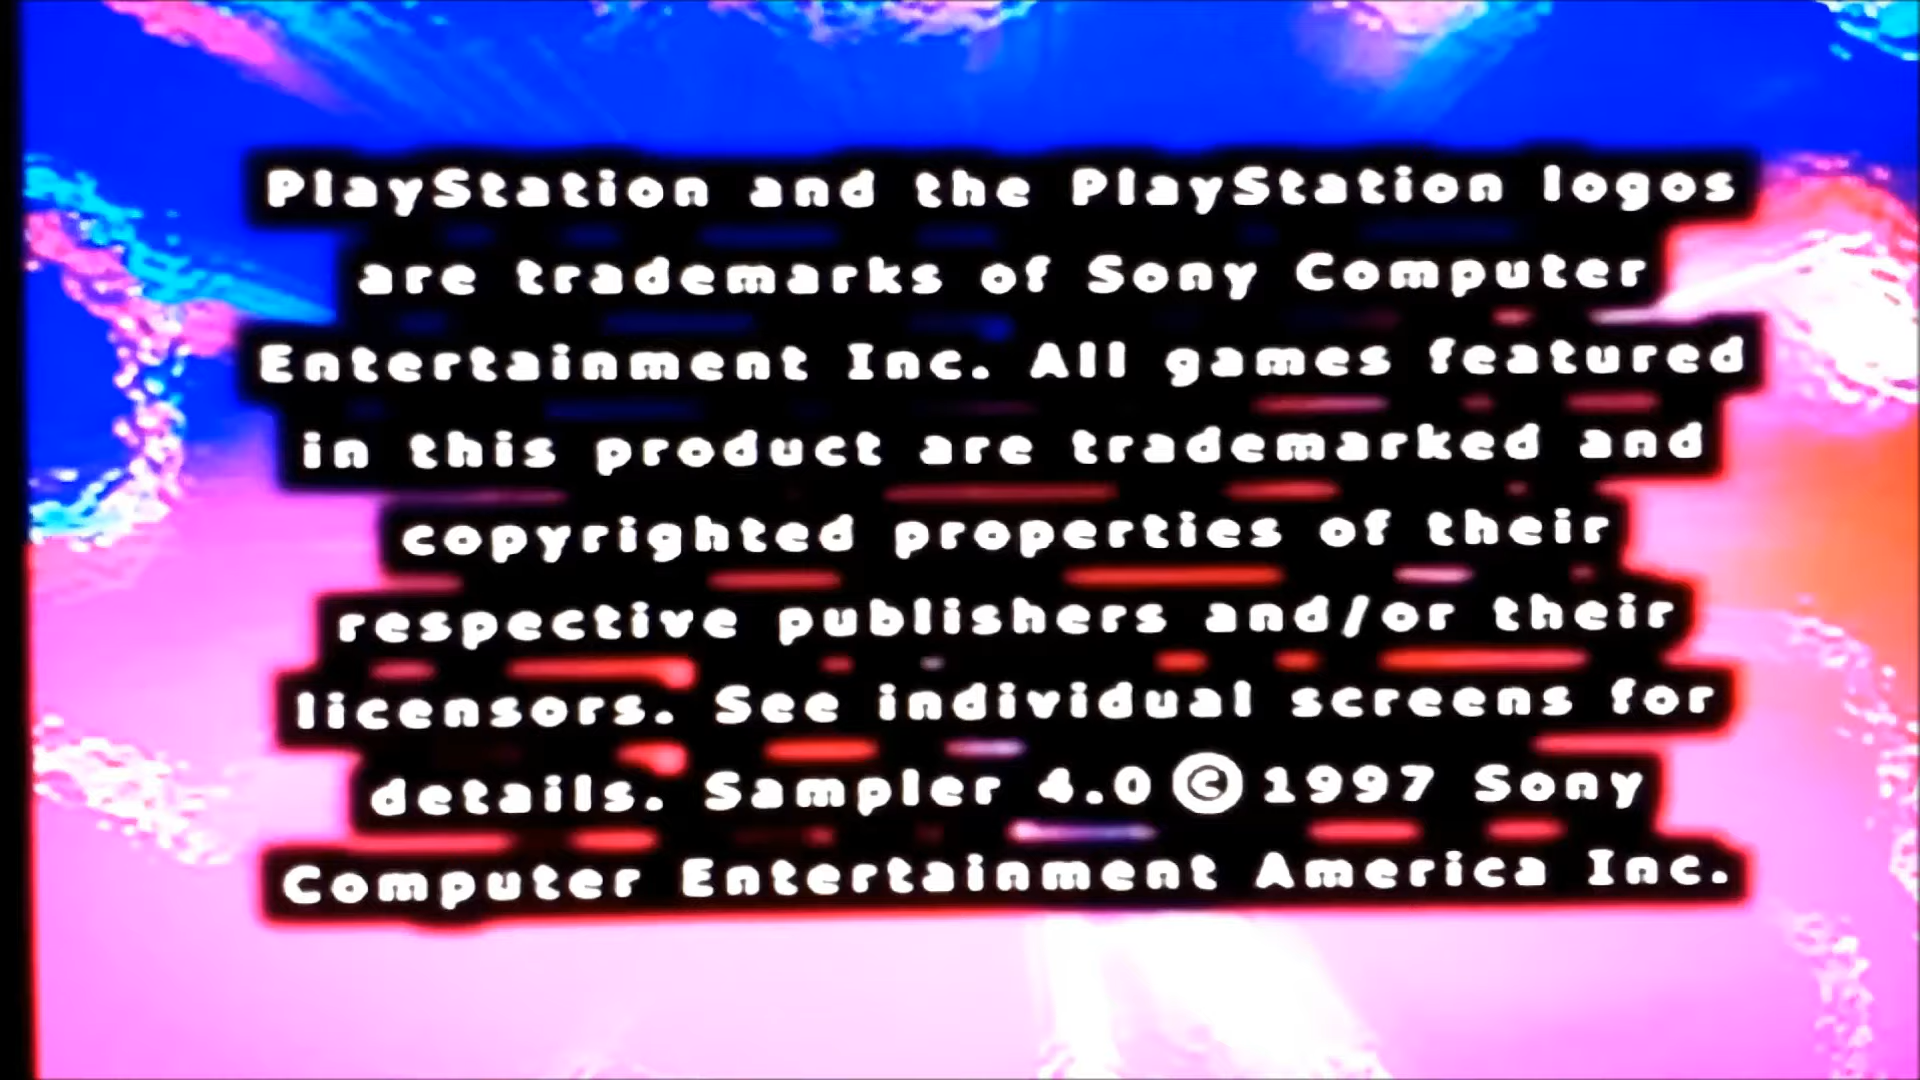 PlayStation and the PlayStation logos
are trademarks of Sony Computer
Entertainment Inc. All games featured
in this product are trademarked and
copyrighted properties of their
respective publishers and/or their
licensors. See individual screens for
details. Sampler 4.0 © 1997 Sony
Computer Entertainment America Inc.